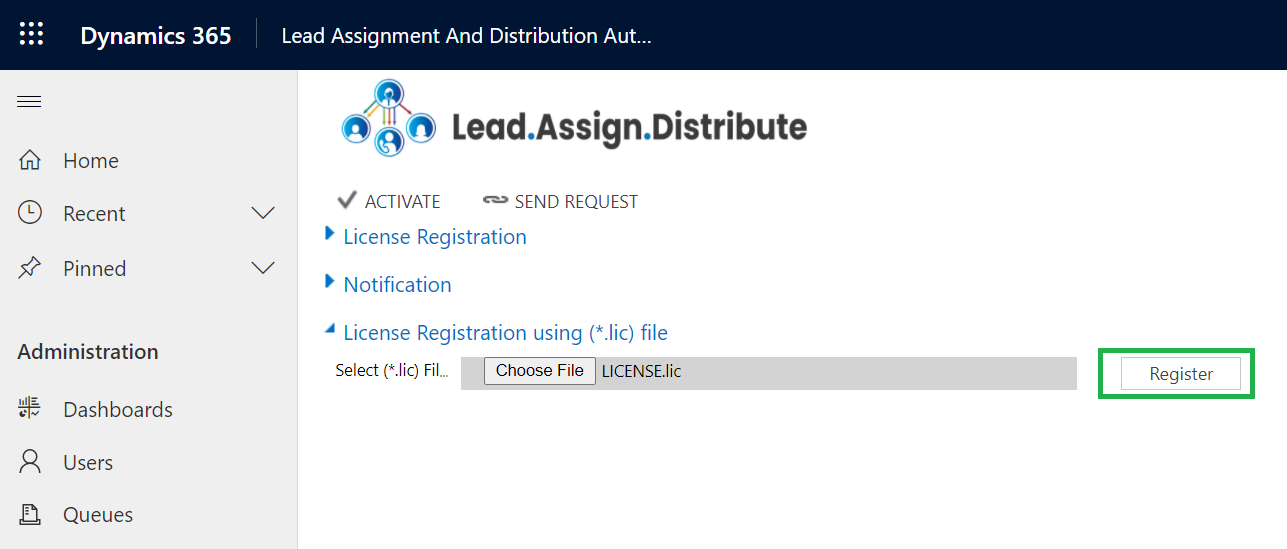 Dynamics 365
Lead Assignment And Distribution Aut...
Lead.Assign.Distribute
Home
Recent
Pinned
Administration
Dashboards
Users
Queues
ACTIVATE SEND REQUEST
License Registration
Notification
License Registration using (*.lic) file
Select (*.lic) Fil... Choose File LICENSE.lic Register